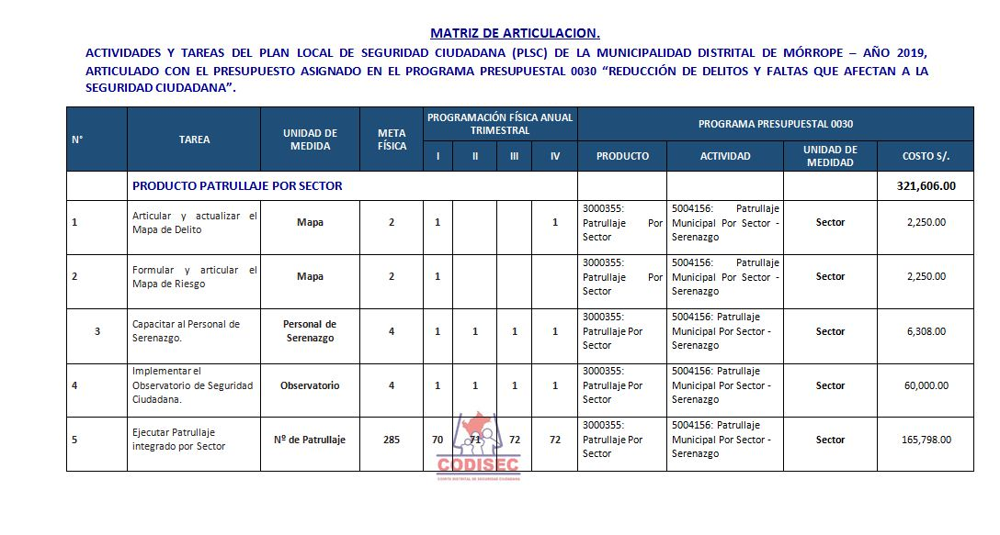 MATRIZ DE ARTICULACION.
ACTIVIDADES Y TAREAS DEL PLAN LOCAL DE SEGURIDAD CIUDADANA (PLSC) DE LA MUNICIPALIDAD DISTRITAL DE MÓRROPE – AÑO 2019,
ARTICULADO CON EL PRESUPUESTO ASIGNADO EN EL PROGRAMA PRESUPUESTAL 0030 “REDUCCIÓN DE DELITOS Y FALTAS QUE AFECTAN A LA
SEGURIDAD CIUDADANA”.
N° TAREA UNIDAD DE MEDIDA META FÍSICA PROGRAMACIÓN FÍSICA ANUAL TRIMESTRAL PROGRAMA PRESUPUESTAL 0030
I II III IV PRODUCTO ACTIVIDAD UNIDAD DE MEDIDAD COSTO S/.
PRODUCTO PATRULLAJE POR SECTOR 321,606.00
1 Articular y actualizar el Mapa de Delito Mapa 2 1 1 3000355: Patrullaje Por Sector 5004156: Patrullaje Municipal Por Sector - Serenazgo Sector 2,250.00
2 Formular y articular el Mapa de Riesgo Mapa 2 1 3000355: Patrullaje Por Sector 5004156: Patrullaje Municipal Por Sector - Serenazgo Sector 2,250.00
3 Capacitar al Personal de Serenazgo. Personal de Serenazgo 4 1 1 1 1 3000355: Patrullaje Por Sector 5004156: Patrullaje Municipal Por Sector - Serenazgo Sector 6,308.00
4 Implementar el Observatorio de Seguridad Ciudadana. Observatorio 4 1 1 1 1 3000355: Patrullaje Por Sector 5004156: Patrullaje Municipal Por Sector - Serenazgo Sector 60,000.00
5 Ejecutar Patrullaje integrado por Sector Nº de Patrullaje 285 70 71 72 72 3000355: Patrullaje Por Sector 5004156: Patrullaje Municipal Por Sector - Serenazgo Sector 165,798.00
CODISEC
COMITE DISTRITAL DE SEGURIDAD CIUDADANA